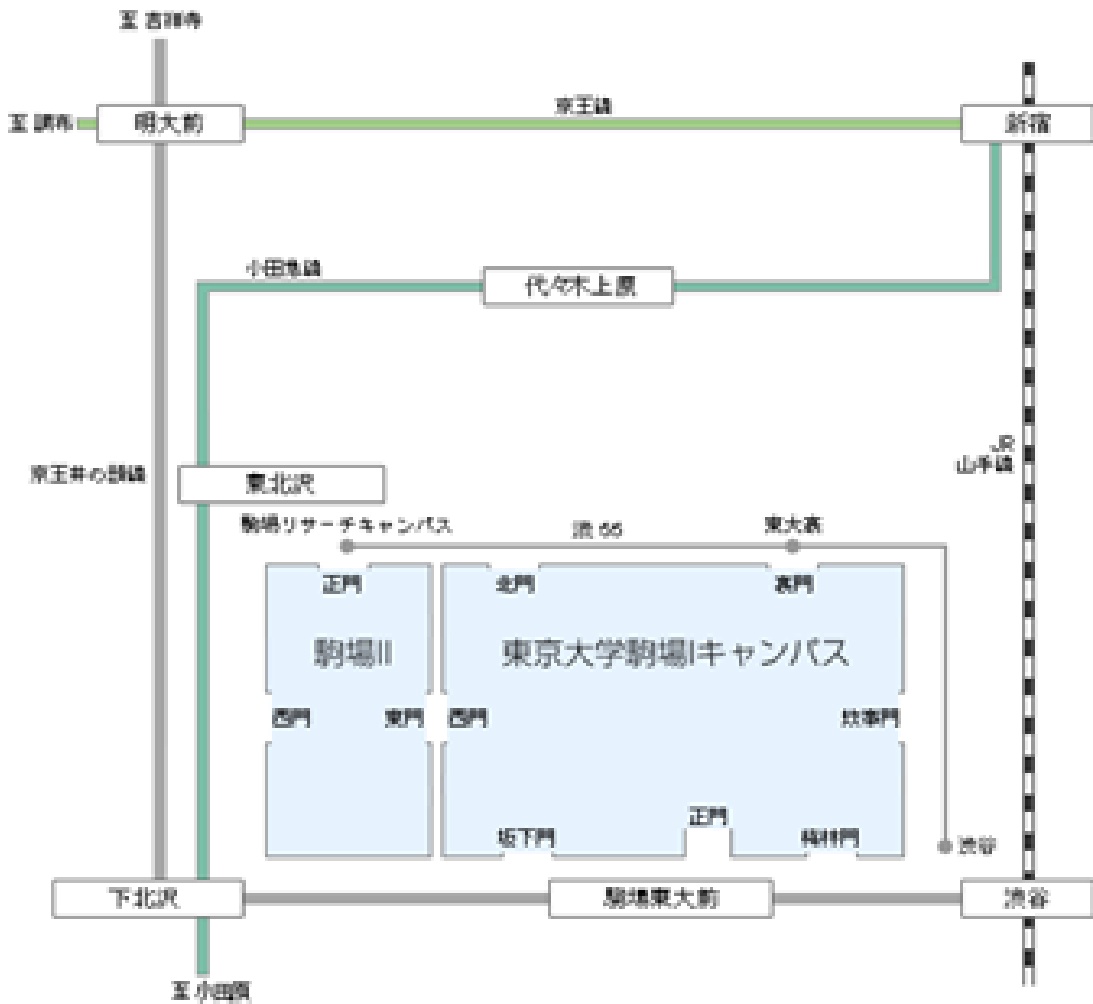 至 吉祥寺
京王線
至 調布
明大前
新宿
小田急線
代々木上原
JR
山手線
京王井の頭線
東北沢
駒場リサーチキャンパス
渋 66
東大裏
正門
北門
裏門
駒場II
東京大学駒場Iキャンパス
西門
東門
西門
炊事門
正門
坂下門
梅林門
渋谷
下北沢
駒場東大前
渋谷
至 小田原